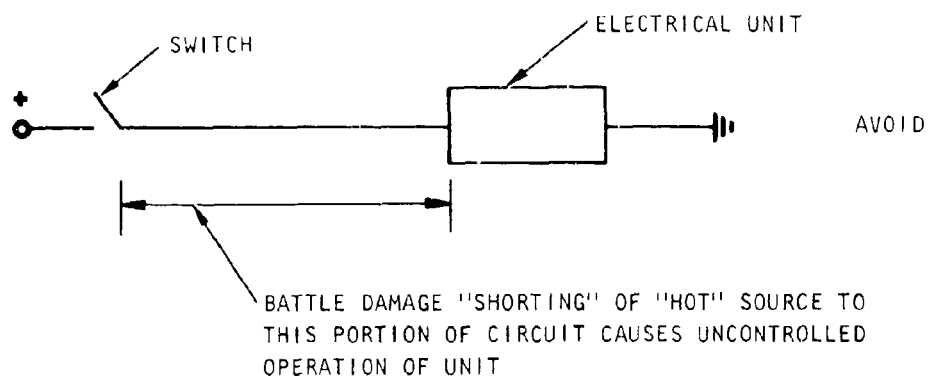 ELECTRICAL UNIT
SWITCH
+
AVOID
BATTLE DAMAGE "SHORTING" OF "HOT" SOURCE TO
THIS PORTION OF CIRCUIT CAUSES UNCONTROLLED
OPERATION OF UNIT